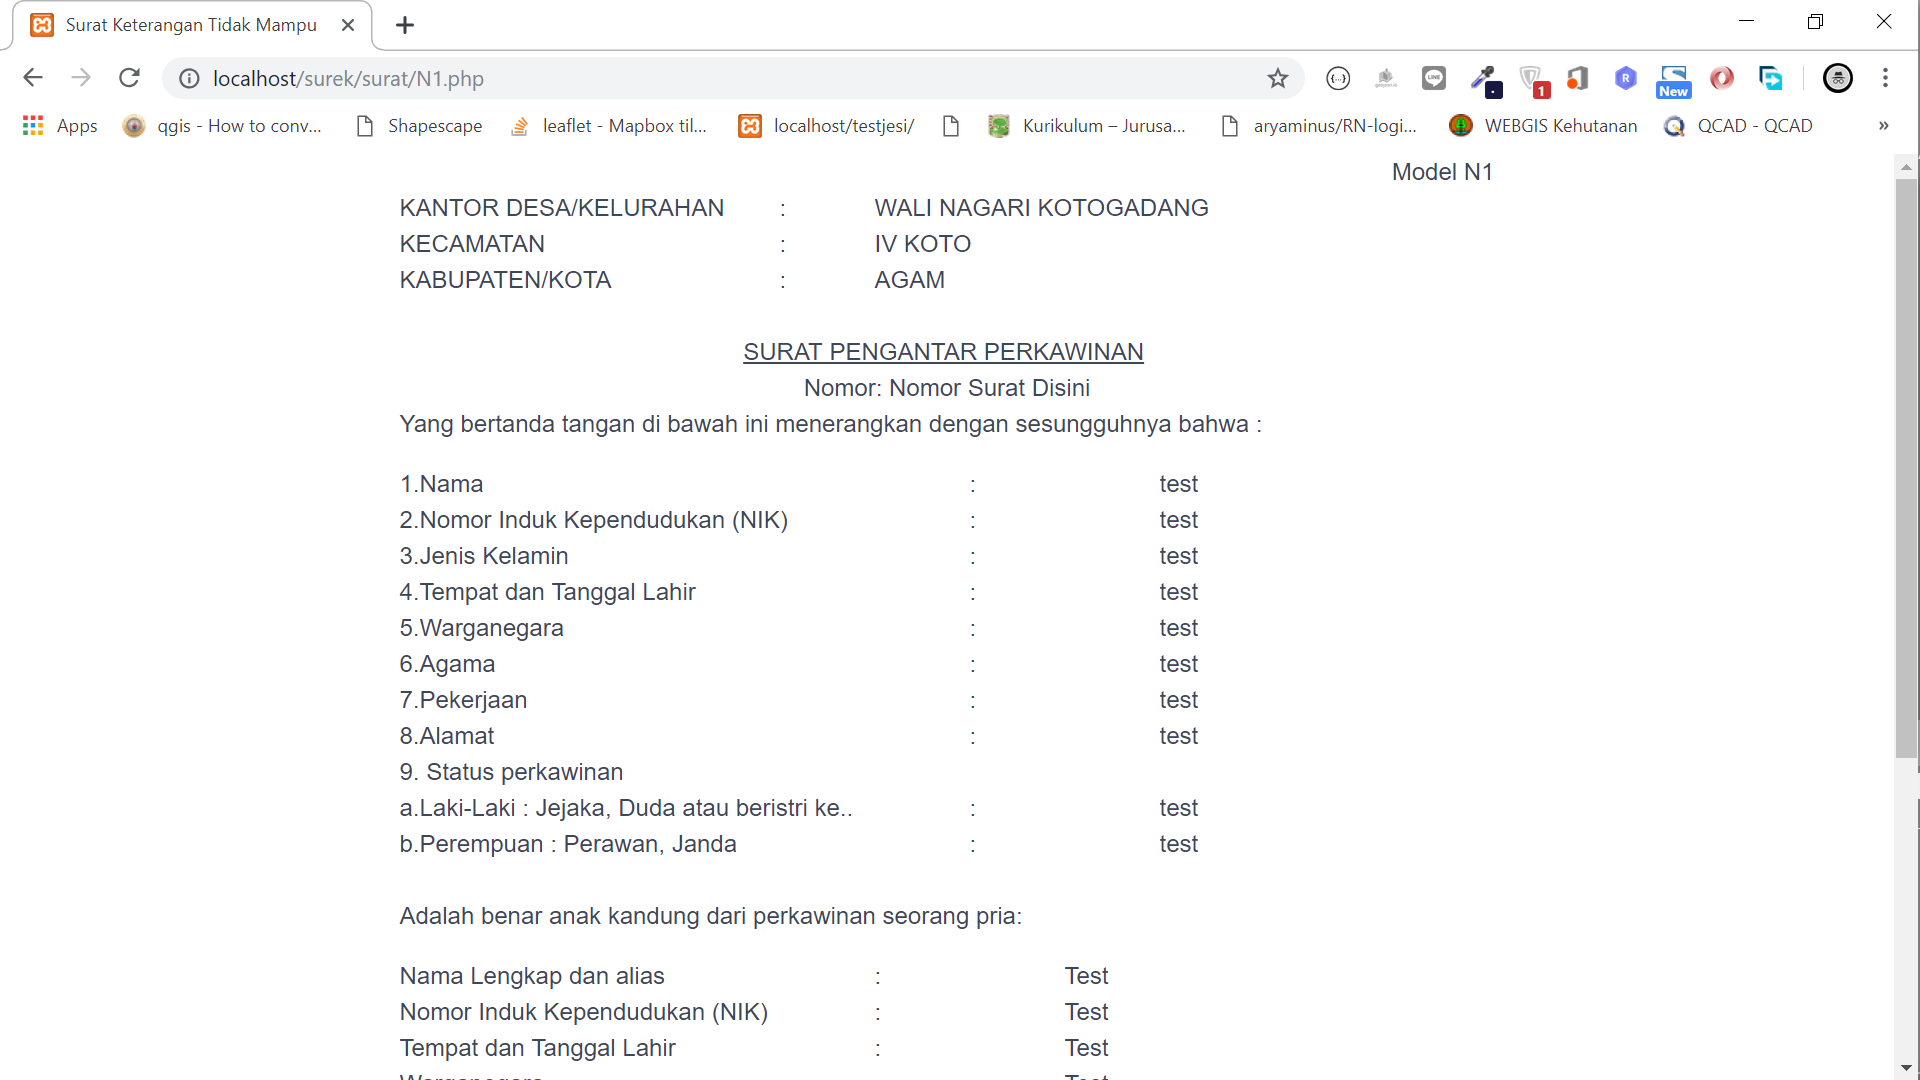 Surat Keterangan Tidak Mampu
localhost/surek/surat/N1.php
1
New
Apps
qgis - How to conv...
Shapescape
leaflet - Mapbox til...
localhost/testjesi/
Kurikulum – Jurusa...
aryaminus/RN-logi...
WEBGIS Kehutanan
QCAD - QCAD
»
Model N1
KANTOR DESA/KELURAHAN : WALI NAGARI KOTOGADANG
KECAMATAN : IV KOTO
KABUPATEN/KOTA : AGAM
SURAT PENGANTAR PERKAWINAN
Nomor: Nomor Surat Disini
Yang bertanda tangan di bawah ini menerangkan dengan sesungguhnya bahwa :
1.Nama : test
2.Nomor Induk Kependudukan (NIK) : test
3.Jenis Kelamin : test
4.Tempat dan Tanggal Lahir : test
5.Warganegara : test
6.Agama : test
7.Pekerjaan : test
8.Alamat : test
9. Status perkawinan
a.Laki-Laki : Jejaka, Duda atau beristri ke.. : test
b.Perempuan : Perawan, Janda : test
Adalah benar anak kandung dari perkawinan seorang pria:
Nama Lengkap dan alias : Test
Nomor Induk Kependudukan (NIK) : Test
Tempat dan Tanggal Lahir : Test